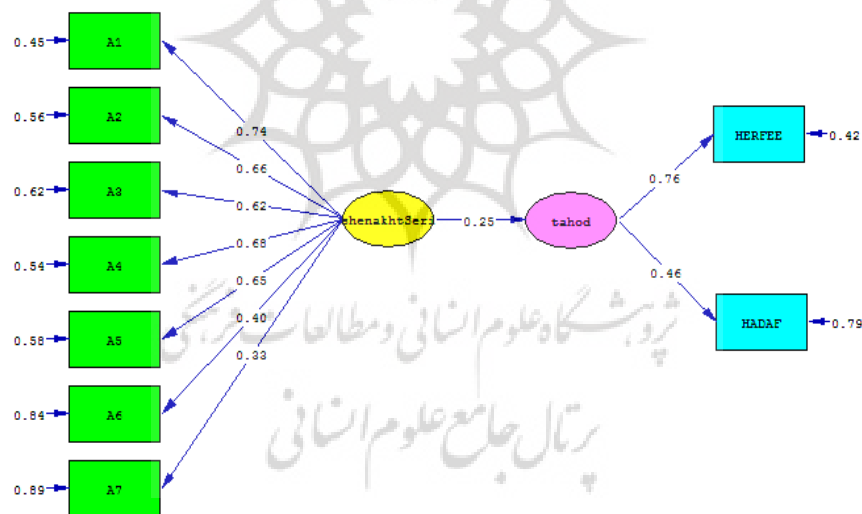 0.45 A1
0.56 A2
0.62 A3
0.54 A4
0.58 A5
0.84 A6
0.89 A7
0.74
0.66
0.62
0.68
0.65
0.40
0.33
0.25
tahod
0.76
0.46
HERFEE 0.42
HADAF 0.79
پژوهشگاه علوم انسانی و مطالعات فرهنگی
پرتال جامع علوم انسانی